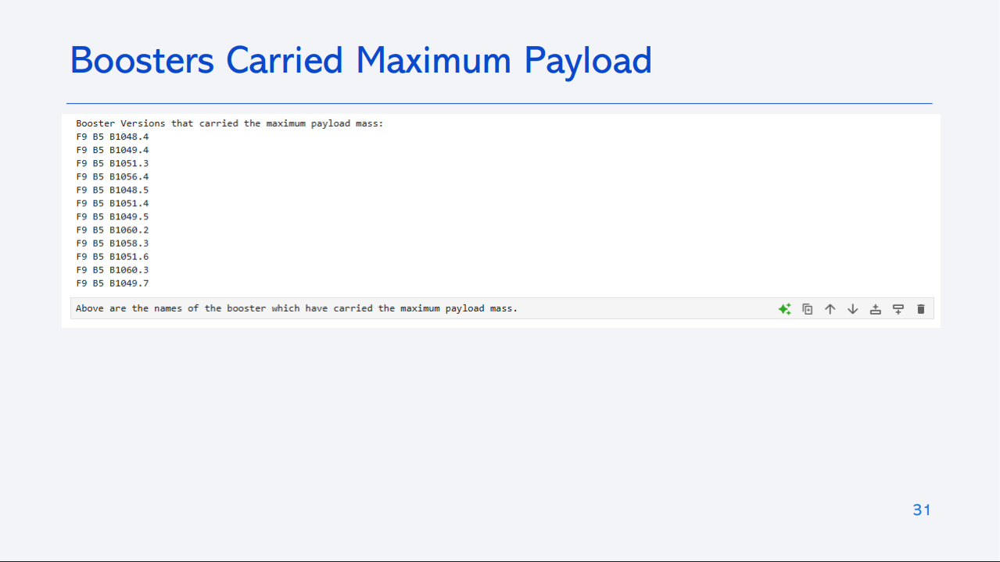 Boosters Carried Maximum Payload
Booster Versions that carried the maximum payload mass:
F9 B5 B1048.4
F9 B5 B1049.4
F9 B5 B1051.3
F9 B5 B1056.4
F9 B5 B1048.5
F9 B5 B1051.4
F9 B5 B1049.5
F9 B5 B1060.2
F9 B5 B1058.3
F9 B5 B1051.6
F9 B5 B1060.3
F9 B5 B1049.7
Above are the names of the booster which have carried the maximum payload mass.
31